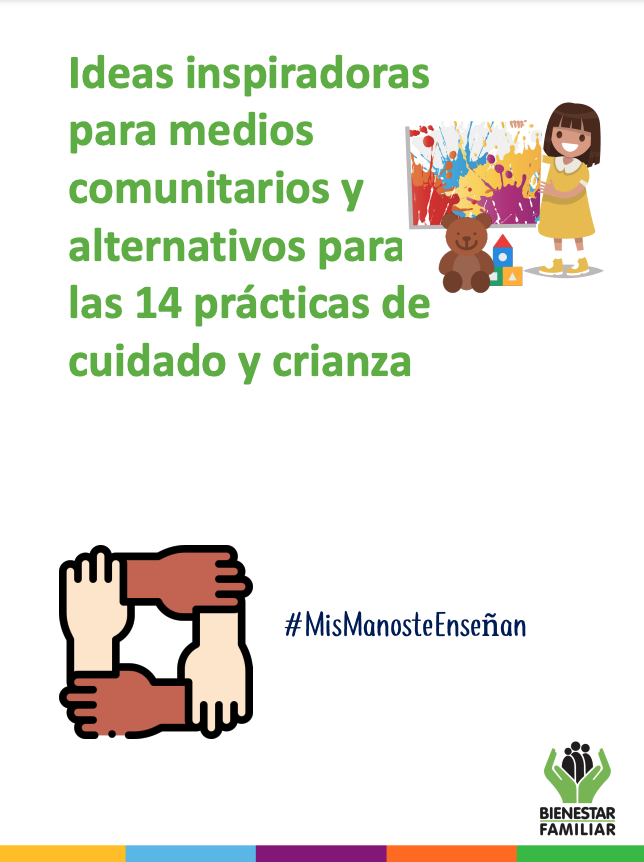 Ideas inspiradoras
para medios
comunitarios y
alternativos para
las 14 prácticas de
cuidado y crianza
#MisManosteEnseñan
BIENESTAR
FAMILIAR